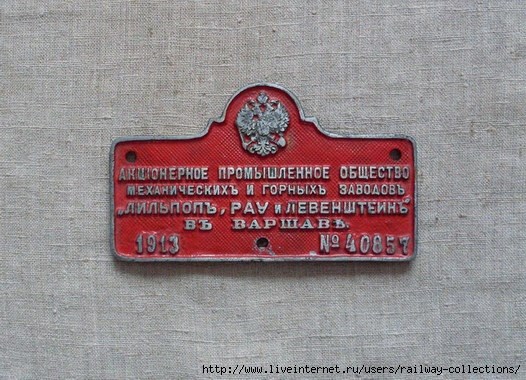 АКЦIОНЕРНОЕ ПРОМЫШЛЕННОЕ ОБЩЕСТВО
МЕХАНИЧЕСКИХЪ И ГОРНЫХЪ ЗАВОДОВЪ
„ЛИЛЬПОПЪ, РАУ И ЛЕВЕНШТЕЙНЪ"
ВЪ ВАРШАВѢ.
1913 № 40857
http://www.liveinternet.ru/users/railway-collections/